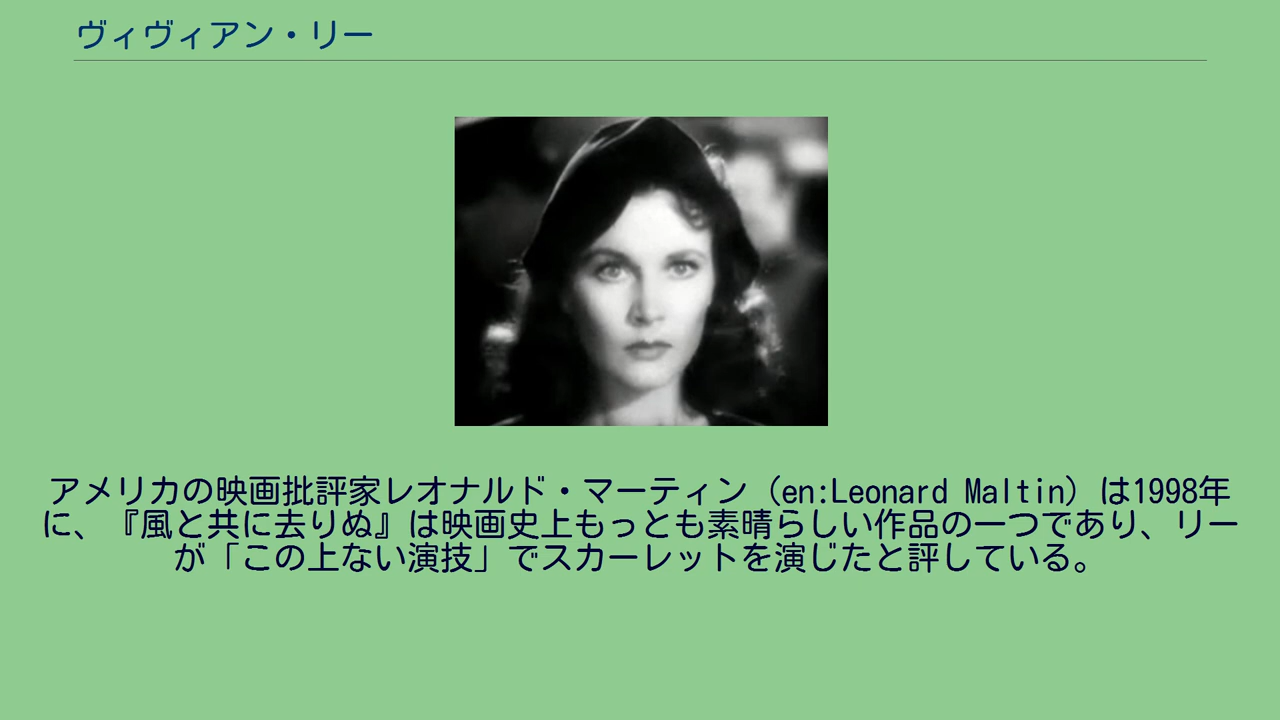 ヴィヴィアン・リー
アメリカの映画批評家レオナルド・マーティン（en:Leonard Maltin）は1998年
に、『風と共に去りぬ』は映画史上もっとも素晴らしい作品の一つであり、リー
が「この上ない演技」でスカーレットを演じたと評している。